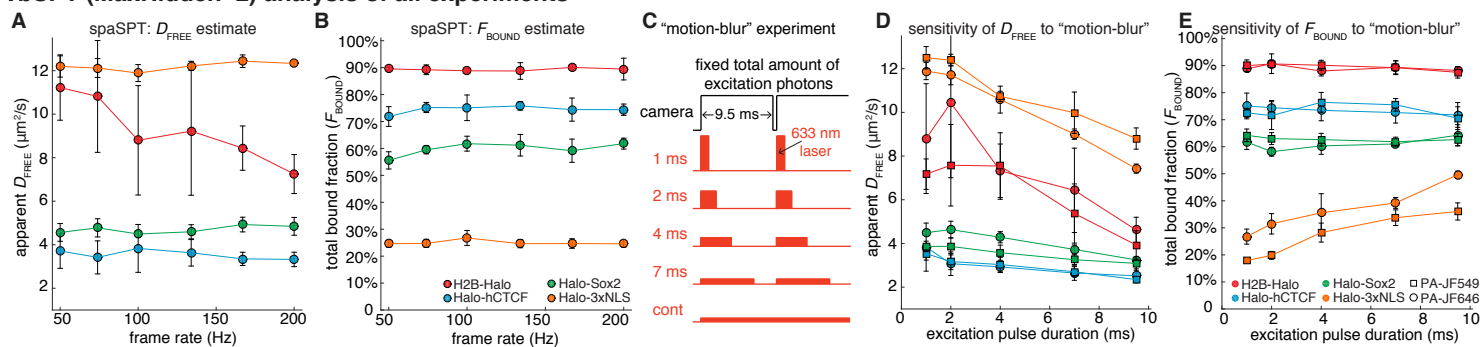 A
spaSPT: D_FREE estimate
apparent D_FREE (μm²/s)
12
10
8
6
4
2
50
100
150
200
frame rate (Hz)
B
spaSPT: F_BOUND estimate
total bound fraction (F_BOUND)
100%
90%
80%
70%
60%
50%
40%
30%
20%
10%
0
H2B-Halo
Halo-Sox2
Halo-hCTCF
Halo-3xNLS
50
100
150
200
frame rate (Hz)
C
"motion-blur" experiment
fixed total amount of
excitation photons
camera
9.5 ms
633 nm
laser
1 ms
2 ms
4 ms
7 ms
cont
D
sensitivity of D_FREE to "motion-blur"
apparent D_FREE (μm²/s)
12
10
8
6
4
2
0
2
4
6
8
10
excitation pulse duration (ms)
E
sensitivity of F_BOUND to "motion-blur"
total bound fraction (F_BOUND)
100%
90%
80%
70%
60%
50%
40%
30%
20%
10%
0
H2B-Halo
Halo-Sox2
PA-JF549
Halo-hCTCF
Halo-3xNLS
PA-JF646
0
2
4
6
8
10
excitation pulse duration (ms)